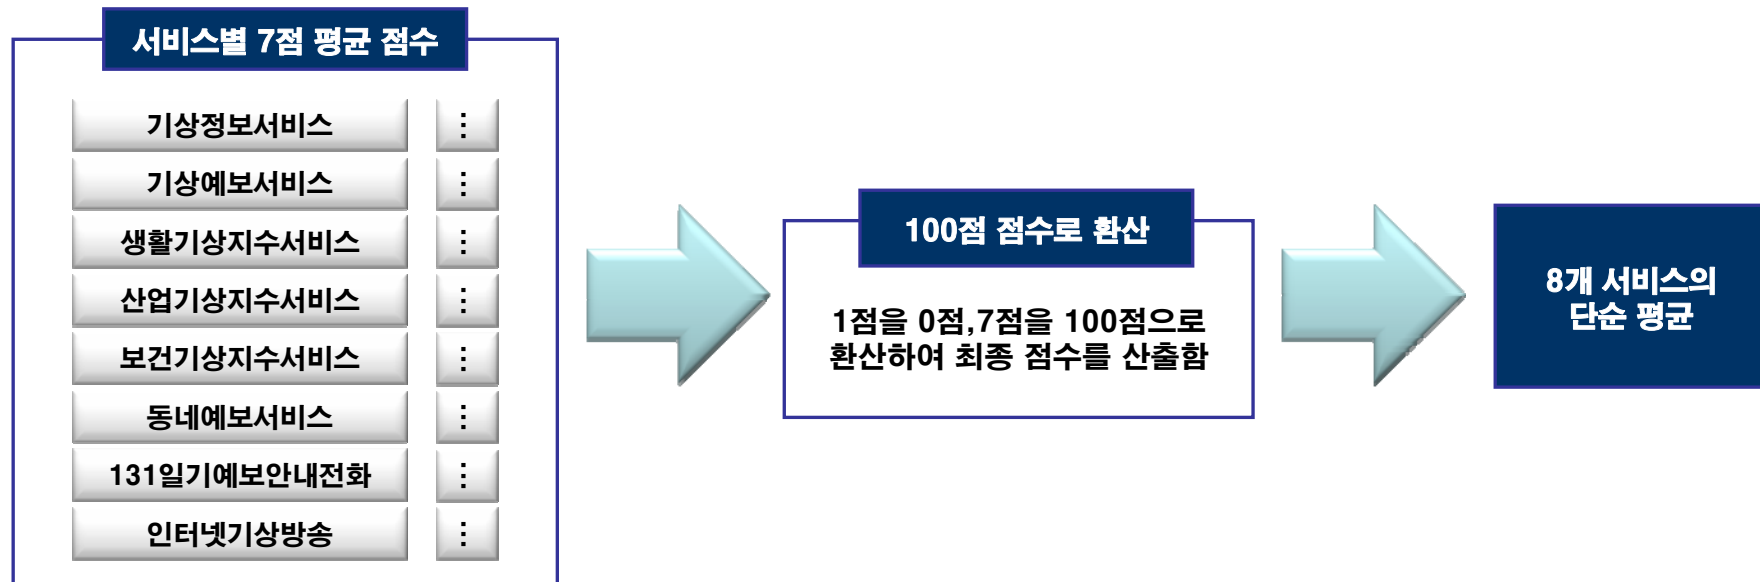 서비스별 7점 평균 점수
기상정보서비스 ⋮
기상예보서비스 ⋮
생활기상지수서비스 ⋮
산업기상지수서비스 ⋮
보건기상지수서비스 ⋮
동네예보서비스 ⋮
131일기예보안내전화 ⋮
인터넷기상방송 ⋮
100점 점수로 환산
1점을 0점,7점을 100점으로
환산하여 최종 점수를 산출함
8개 서비스의
단순 평균